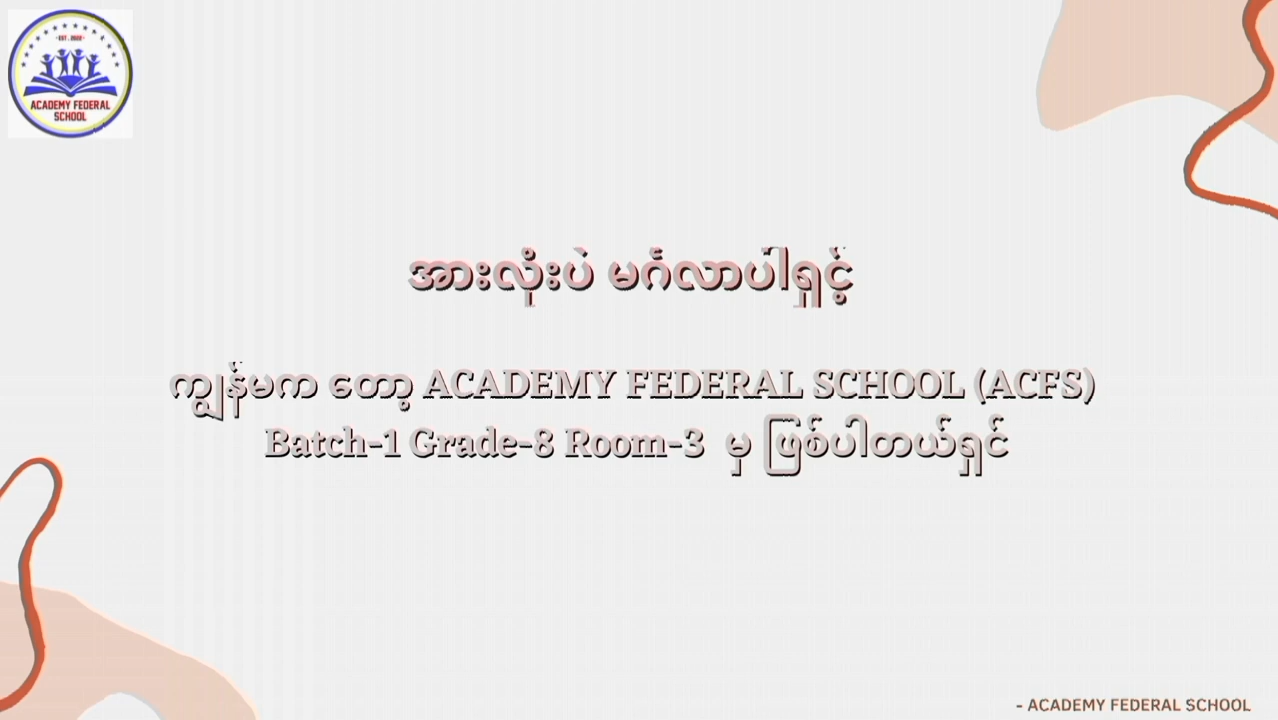 -EST. 2022-
ACADEMY FEDERAL
SCHOOL
အားလုံးပဲ မင်္ဂလာပါရှင့်
ကျွန်မက တော့ ACADEMY FEDERAL SCHOOL (ACFS)
Batch-1 Grade-8 Room-3 မှ ဖြစ်ပါတယ်ရှင်
- ACADEMY FEDERAL SCHOOL